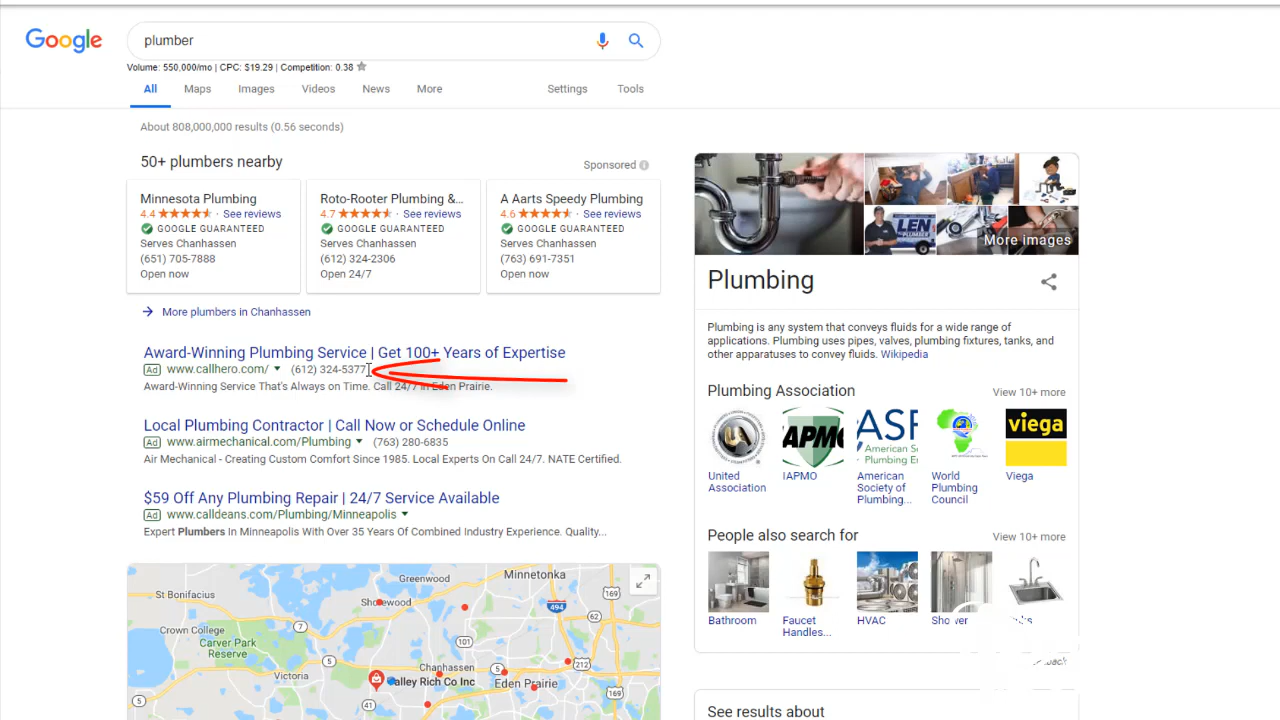 Google
plumber
Volume: 550,000/mo | CPC: $19.29 | Competition: 0.38
All Maps Images Videos News More Settings Tools
About 808,000,000 results (0.56 seconds)
50+ plumbers nearby
Sponsored
Minnesota Plumbing
4.4 · See reviews
GOOGLE GUARANTEED
Serves Chanhassen
(651) 705-7888
Open now
Roto-Rooter Plumbing &...
4.7 · See reviews
GOOGLE GUARANTEED
Serves Chanhassen
(612) 324-2306
Open 24/7
A Aarts Speedy Plumbing
4.6 · See reviews
GOOGLE GUARANTEED
Serves Chanhassen
(763) 691-7351
Open now
More plumbers in Chanhassen
Award-Winning Plumbing Service | Get 100+ Years of Expertise
Ad www.callhero.com/ (612) 324-5377
Award-Winning Service That's Always on Time. Call 24/7 in Eden Prairie.
Local Plumbing Contractor | Call Now or Schedule Online
Ad www.airmechanical.com/Plumbing (763) 280-6835
Air Mechanical - Creating Custom Comfort Since 1985. Local Experts On Call 24/7. NATE Certified.
$59 Off Any Plumbing Repair | 24/7 Service Available
Ad www.calldeans.com/Plumbing/Minneapolis
Expert Plumbers In Minneapolis With Over 35 Years Of Combined Industry Experience. Quality...
Greenwood
Minnetonka
St Bonifacius
Shorewood
169
494
7
62
Crown College
Carver Park
Reserve
101
5
Chanhassen
5
212
Victoria
Valley Rich Co Inc
Eden Prairie
169
5
41
LEN
More images
Plumbing
Plumbing is any system that conveys fluids for a wide range of
applications. Plumbing uses pipes, valves, plumbing fixtures, tanks, and
other apparatuses to convey fluids. Wikipedia
Plumbing Association
View 10+ more
viega
United
Association
IAPMO
American
Society of
Plumbing...
World
Plumbing
Council
Viega
People also search for
View 10+ more
Bathroom
Faucet
Handles...
HVAC
Shower
See results about